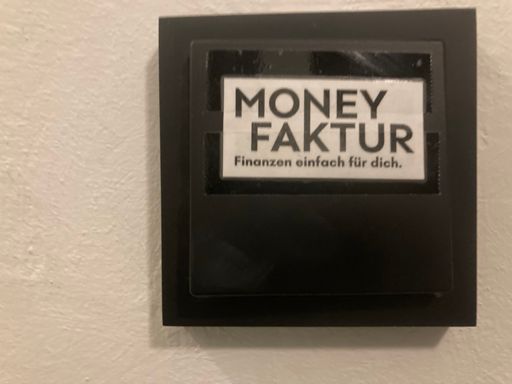 MONEY
FAKTUR
Finanzen einfach für dich.